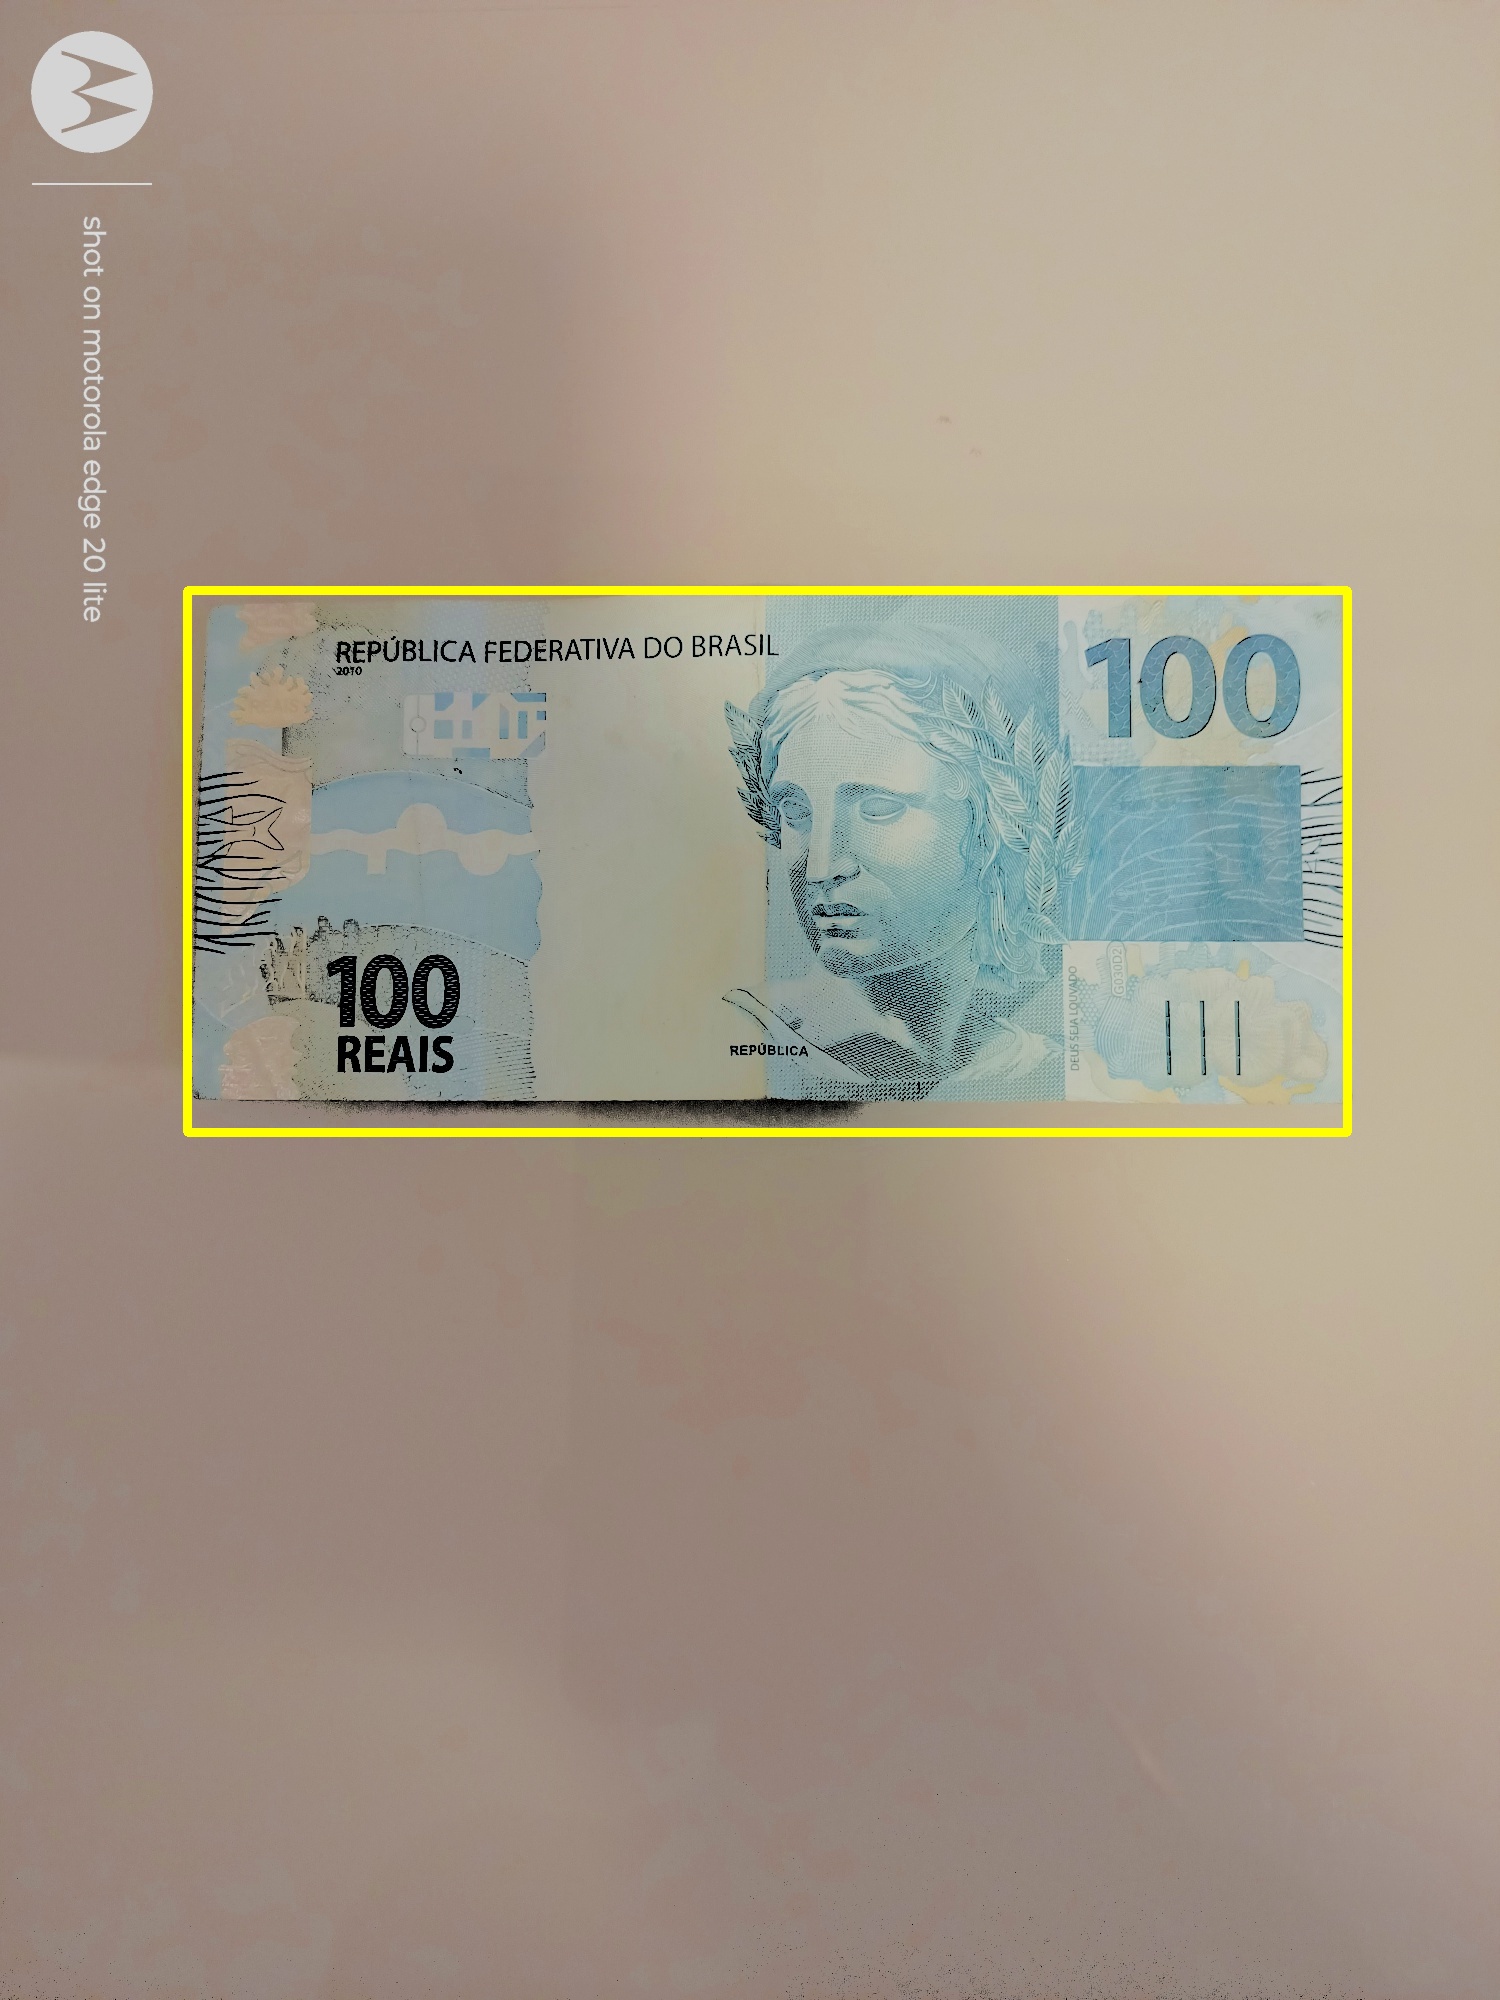 shot on motorola edge 20 lite
REPÚBLICA FEDERATIVA DO BRASIL
2010
100
REAIS
100
REAIS
REPÚBLICA
DEUS SEJA LOUVADO